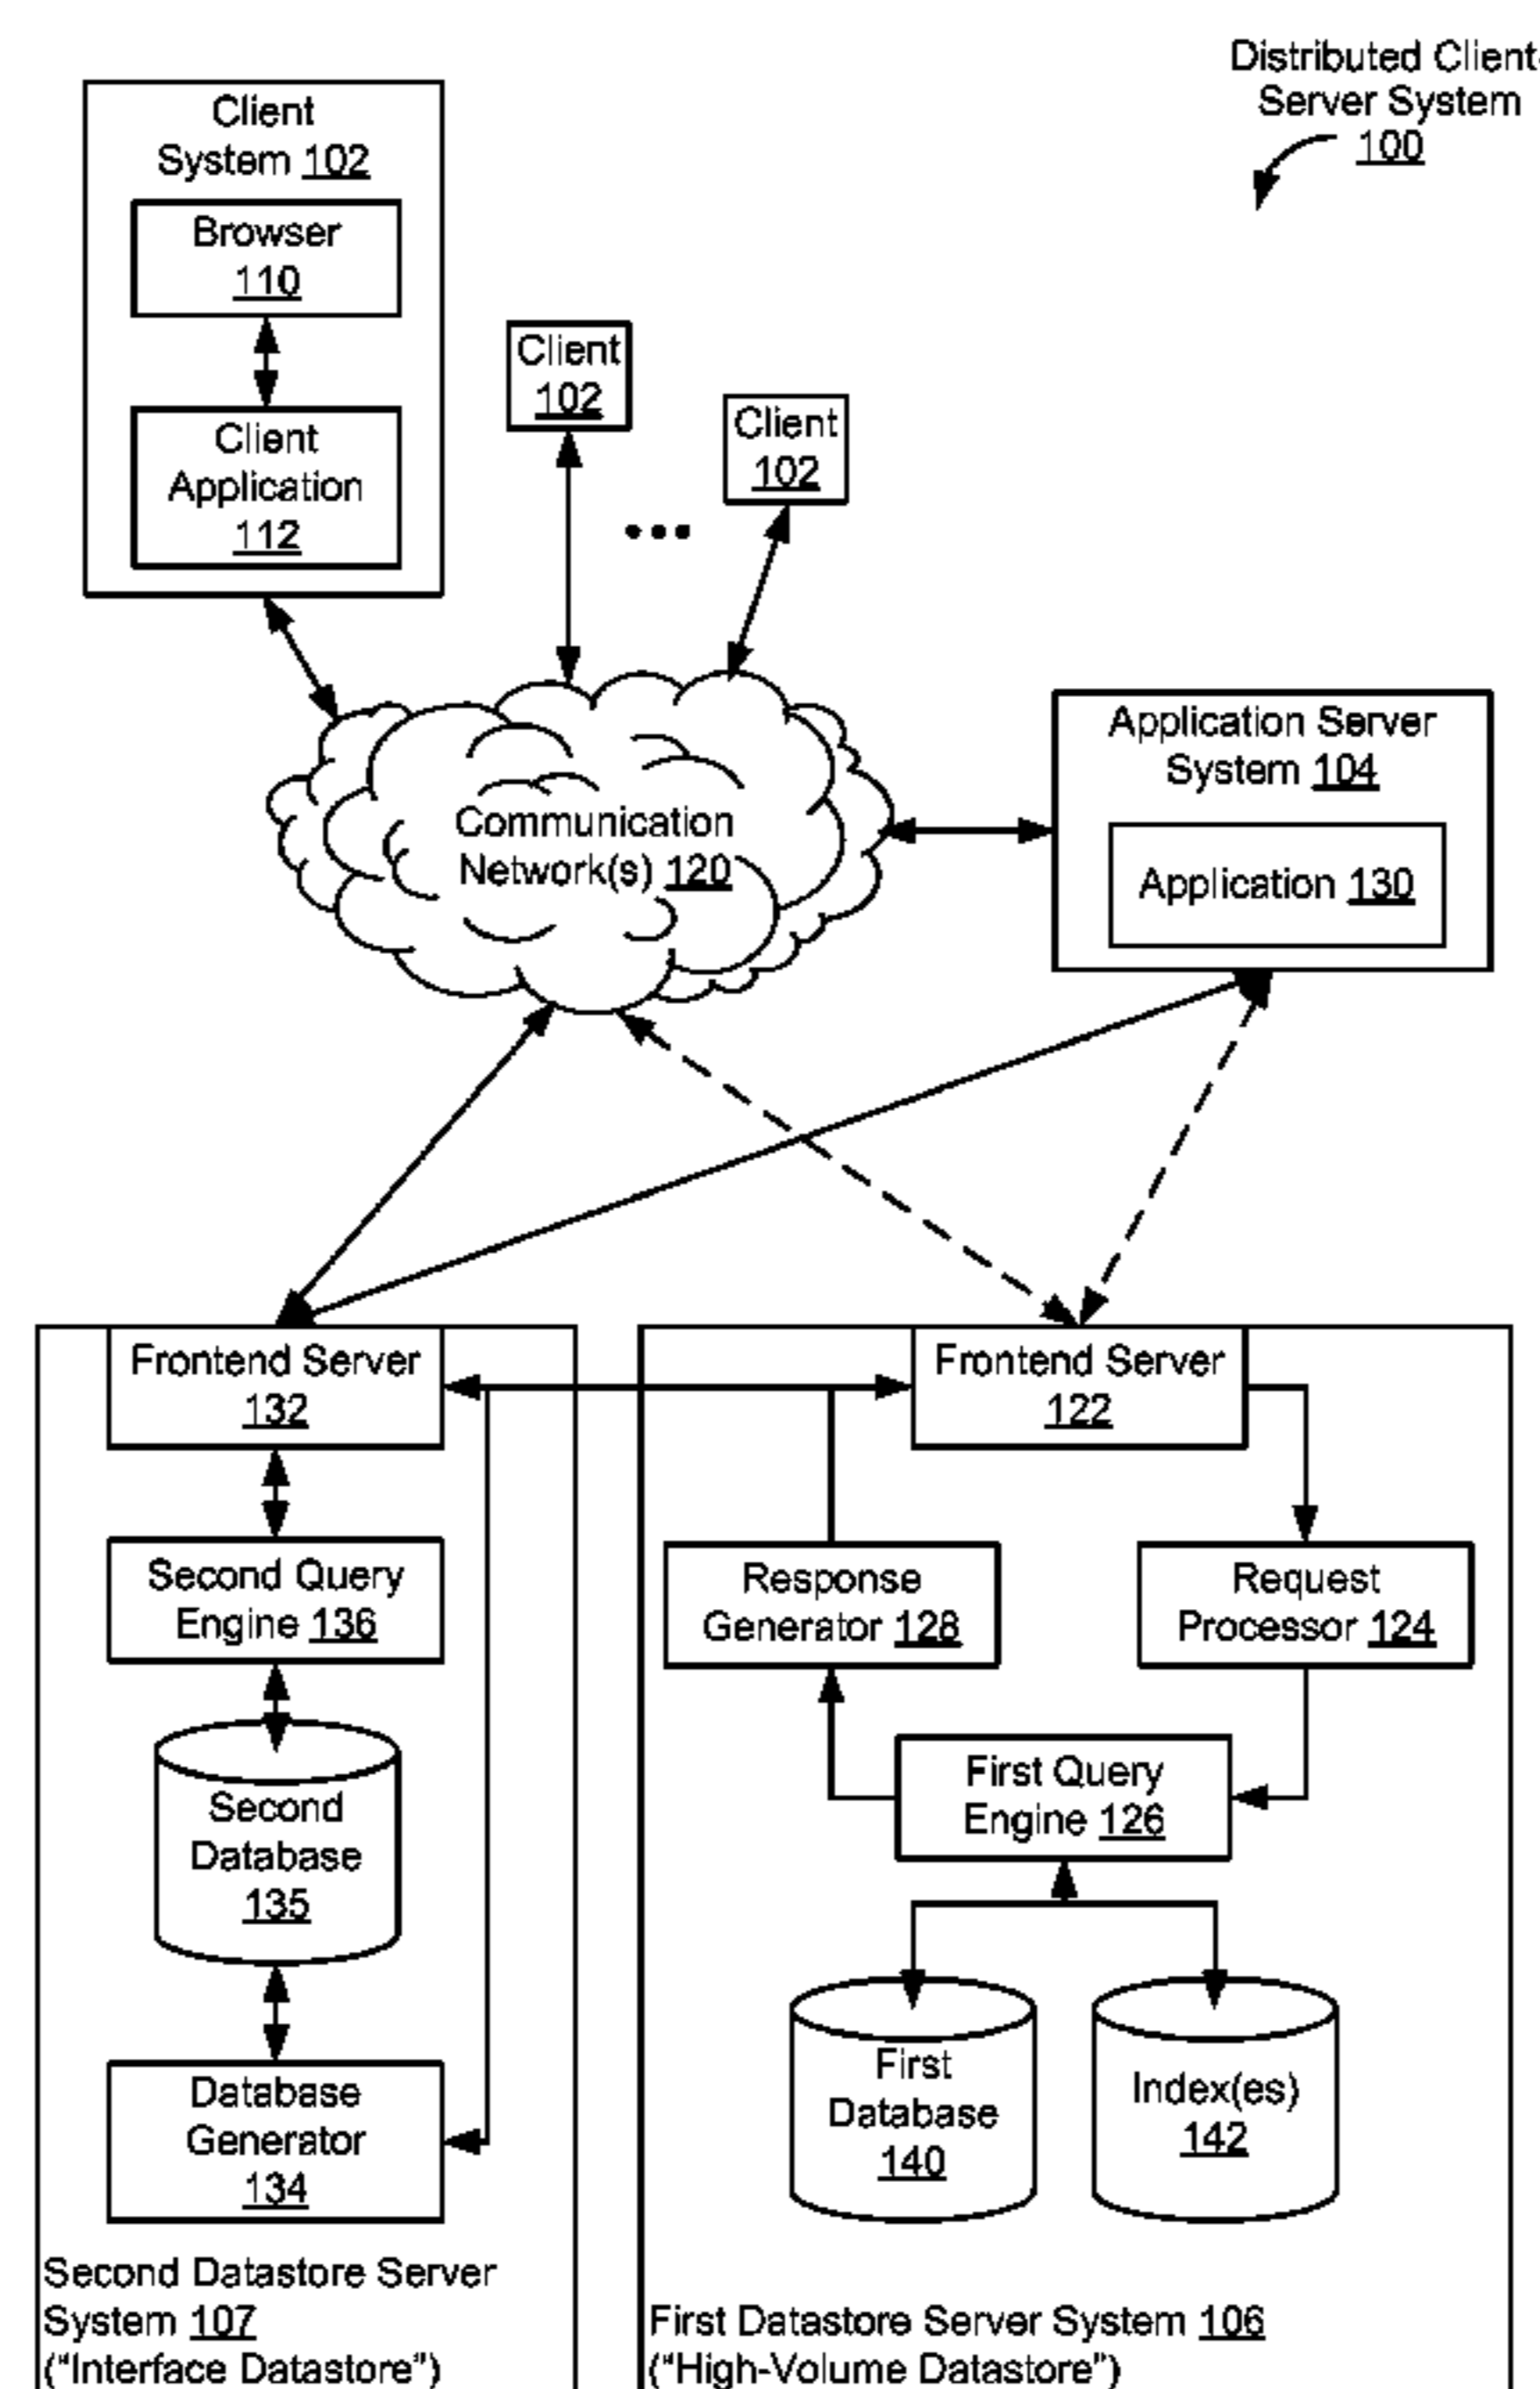 Distributed Client-
Server System
100
Client
System 102
Browser
110
Client
Application
112
Client
102
Client
102
Communication
Network(s) 120
Application Server
System 104
Application 130
Frontend Server
132
Frontend Server
122
Second Query
Engine 136
Response
Generator 128
Request
Processor 124
First Query
Engine 126
Second
Database
135
First
Database
140
Index(es)
142
Database
Generator
134
Second Datastore Server
System 107
("Interface Datastore")
First Datastore Server System 106
("High-Volume Datastore")